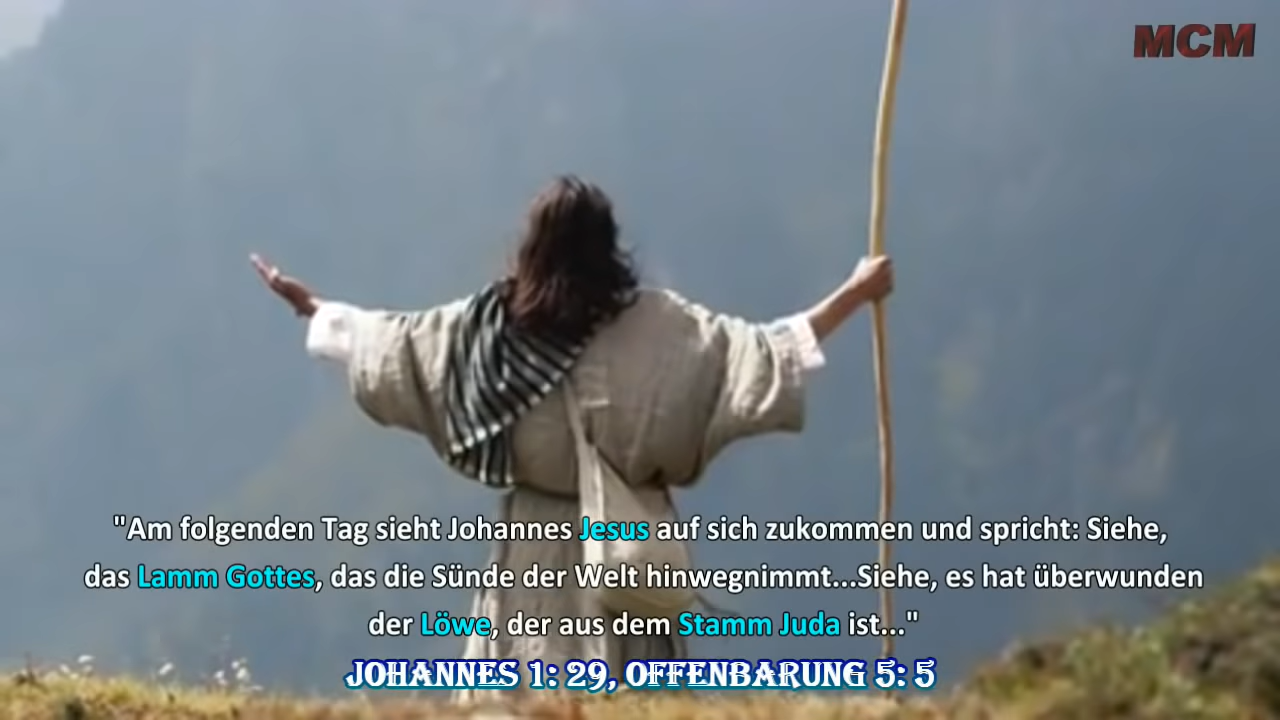 MCM
"Am folgenden Tag sieht Johannes Jesus auf sich zukommen und spricht: Siehe,
das Lamm Gottes, das die Sünde der Welt hinwegnimmt...Siehe, es hat überwunden
der Löwe, der aus dem Stamm Juda ist..."
JOHANNES 1: 29, OFFENBARUNG 5: 5